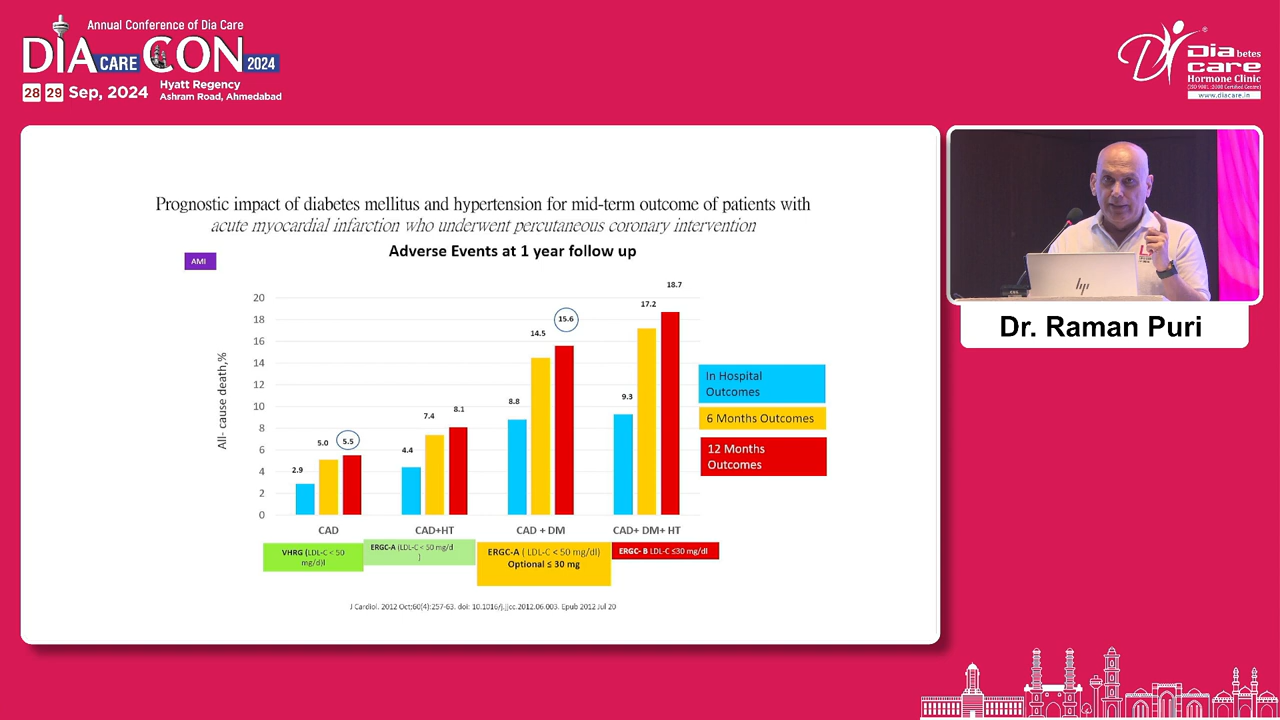 Annual Conference of Dia Care
DIA CARE CON 2024
28 29 Sep, 2024
Hyatt Regency
Ashram Road, Ahmedabad
Dia betes
care
Hormone Clinic
www.diacare.in
Prognostic impact of diabetes mellitus and hypertension for mid-term outcome of patients with
acute myocardial infarction who underwent percutaneous coronary intervention
Adverse Events at 1 year follow up
AMI
All- cause death,%
20
18
16
14
12
10
8
6
4
2
0
2.9
5.0
5.5
4.4
7.4
8.1
8.8
14.5
15.6
9.3
17.2
18.7
CAD
CAD+HT
CAD + DM
CAD+ DM+ HT
In Hospital
Outcomes
6 Months Outcomes
12 Months
Outcomes
VHRG (LDL-C < 50
mg/d)l
ERGC-A (LDL-C < 50 mg/d
)
ERGC-A ( LDL-C < 50 mg/dl)
Optional ≤ 30 mg
ERGC- B LDL-C ≤30 mg/dl
J Cardiol. 2012 Oct;60(4):257-63. doi: 10.1016/j.jjcc.2012.06.003. Epub 2012 Jul 20
hp
Dr. Raman Puri